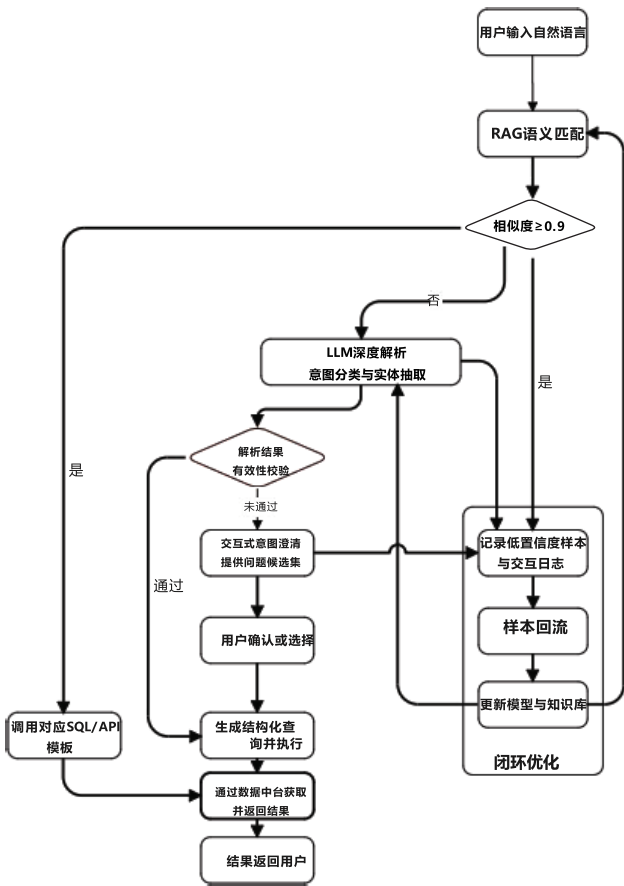 用户输入自然语言
RAG语义匹配
相似度≥0.9
否
LLM深度解析
意图分类与实体抽取
是
解析结果
有效性校验
是
未通过
交互式意图澄清
提供问题候选集
记录低置信度样本
与交互日志
通过
用户确认或选择
样本回流
更新模型与知识库
调用对应SQL/API
模板
生成结构化查
询并执行
闭环优化
通过数据中台获取
并返回结果
结果返回用户